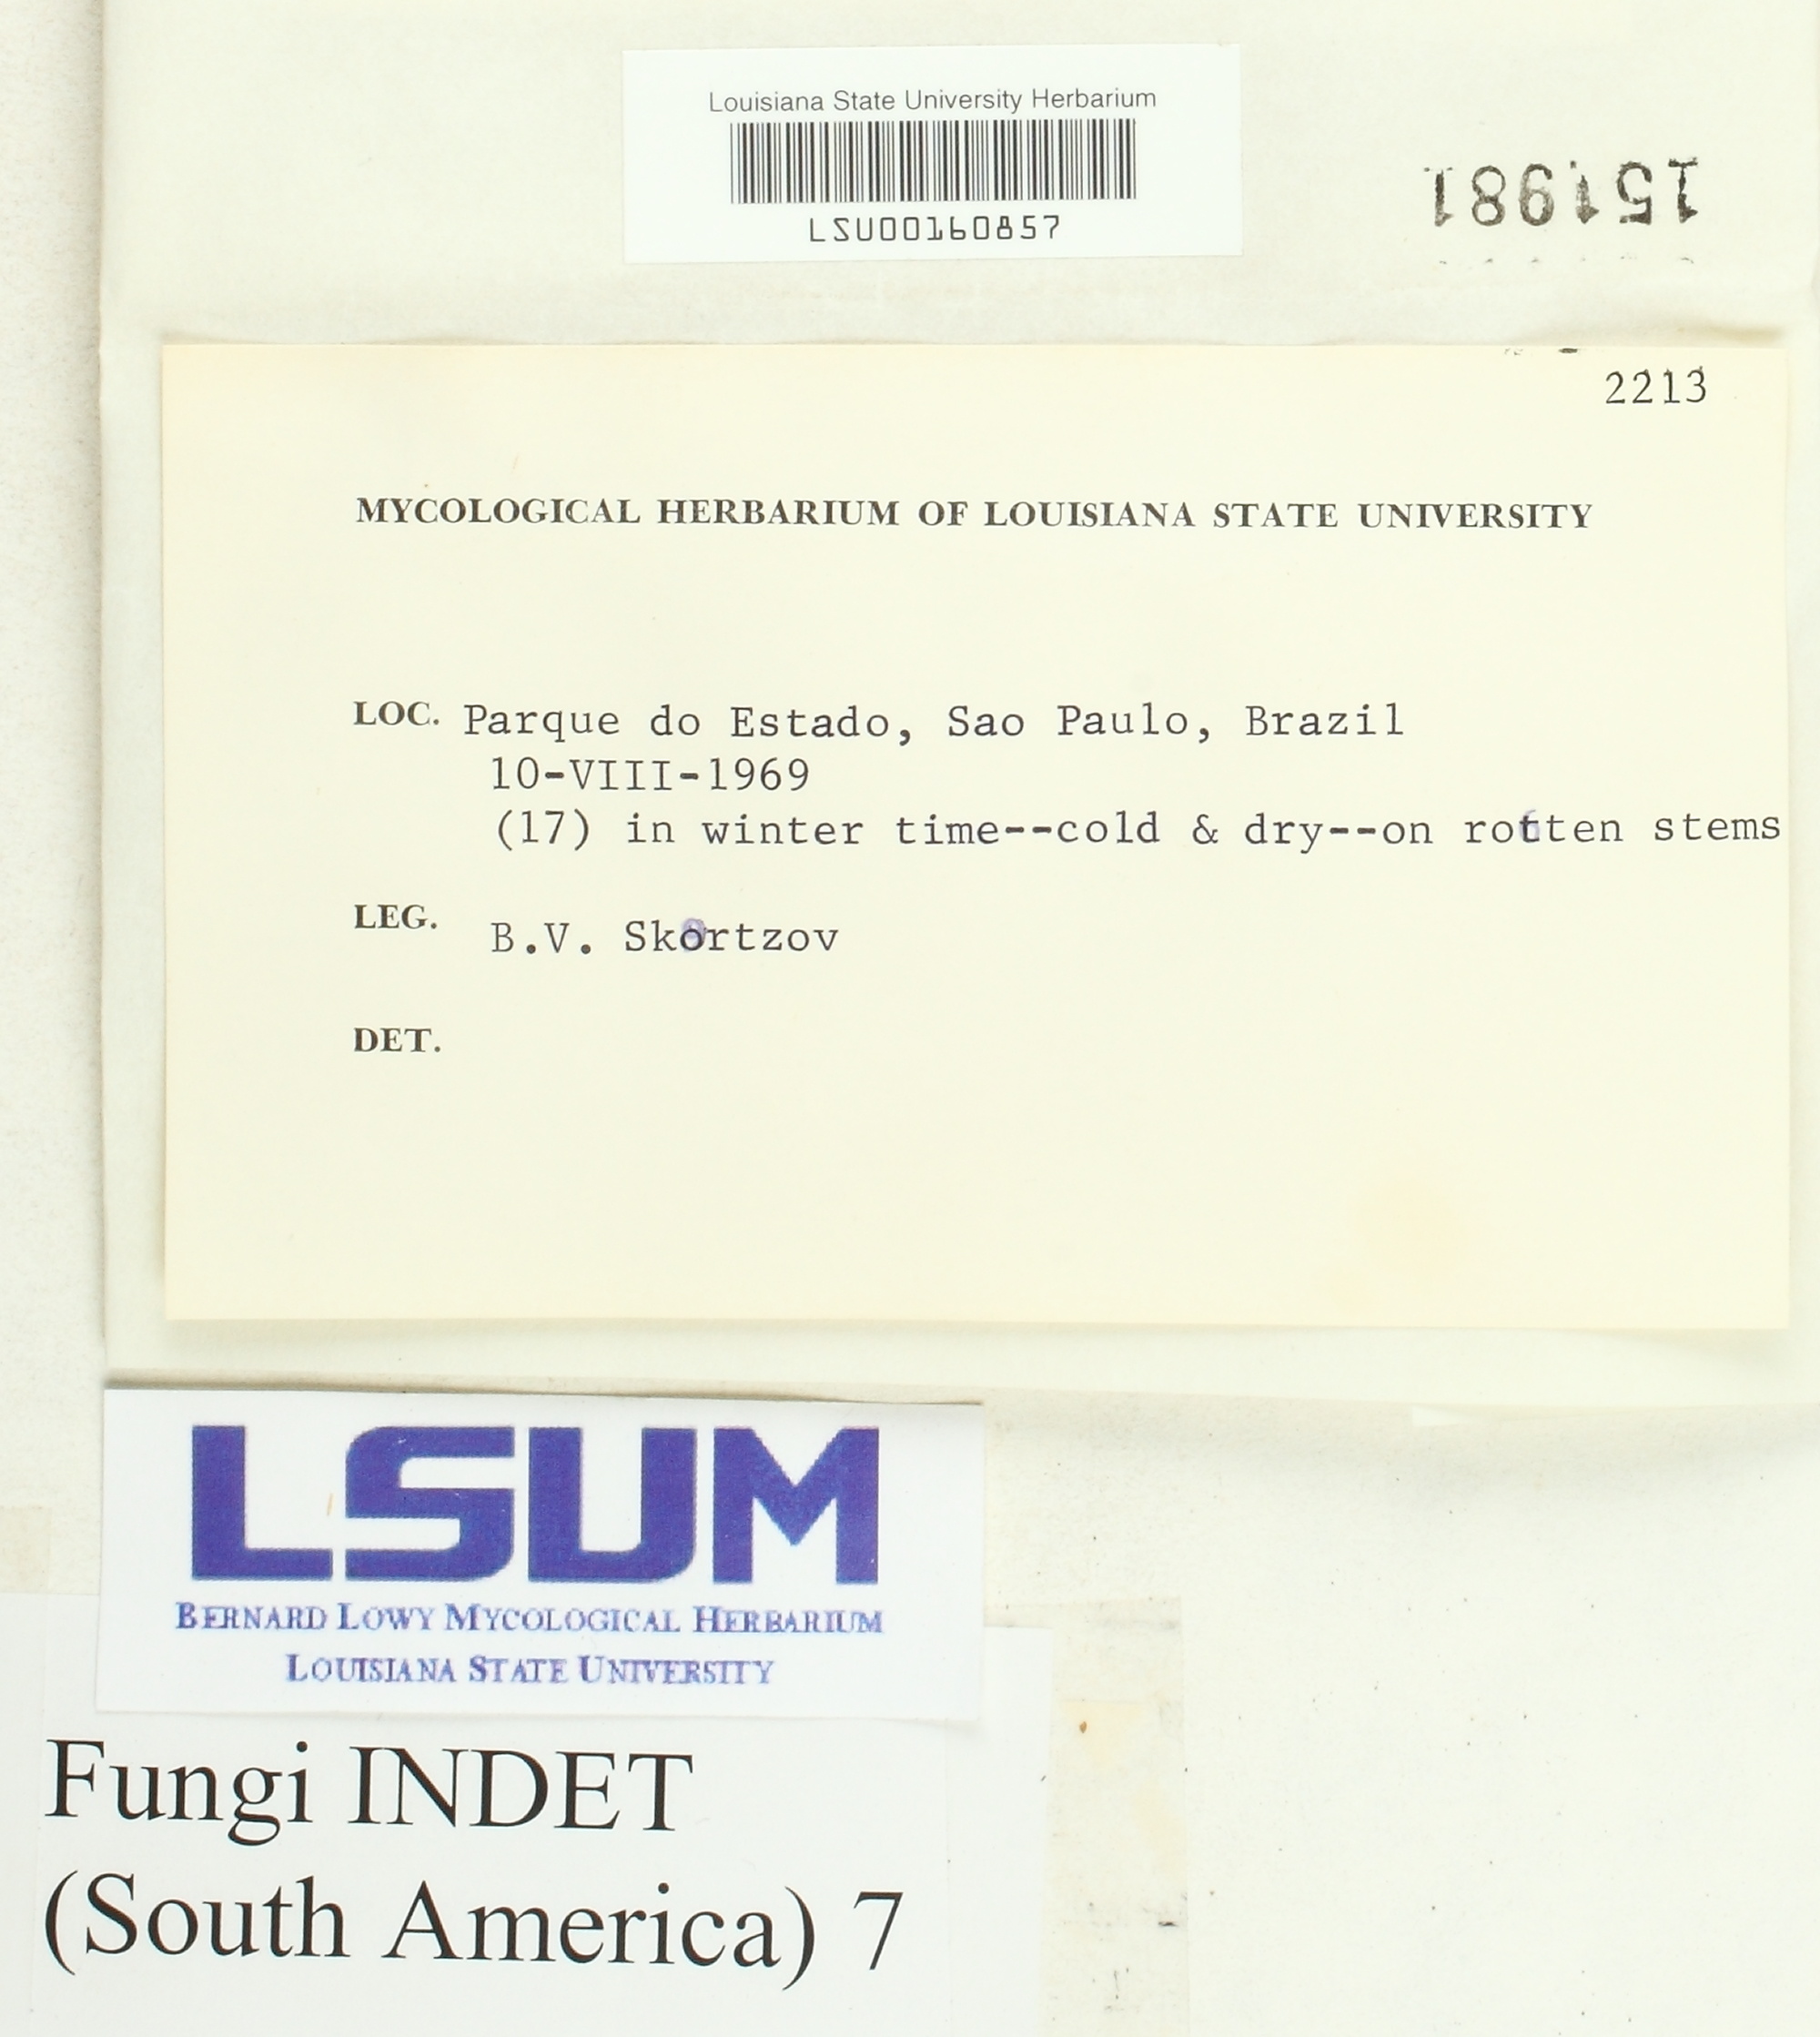 Louisiana State University Herbarium
LSU00160857
151981
2213
MYCOLOGICAL HERBARIUM OF LOUISIANA STATE UNIVERSITY
LOC. Parque do Estado, Sao Paulo, Brazil
10-VIII-1969
(17) in winter time--cold & dry--on rotten stems
LEG. B.V. Skortzov
DET.
LSUM
BERNARD LOWY MYCOLOGICAL HERBARIUM
LOUISIANA STATE UNIVERSITY
Fungi INDET
(South America) 7